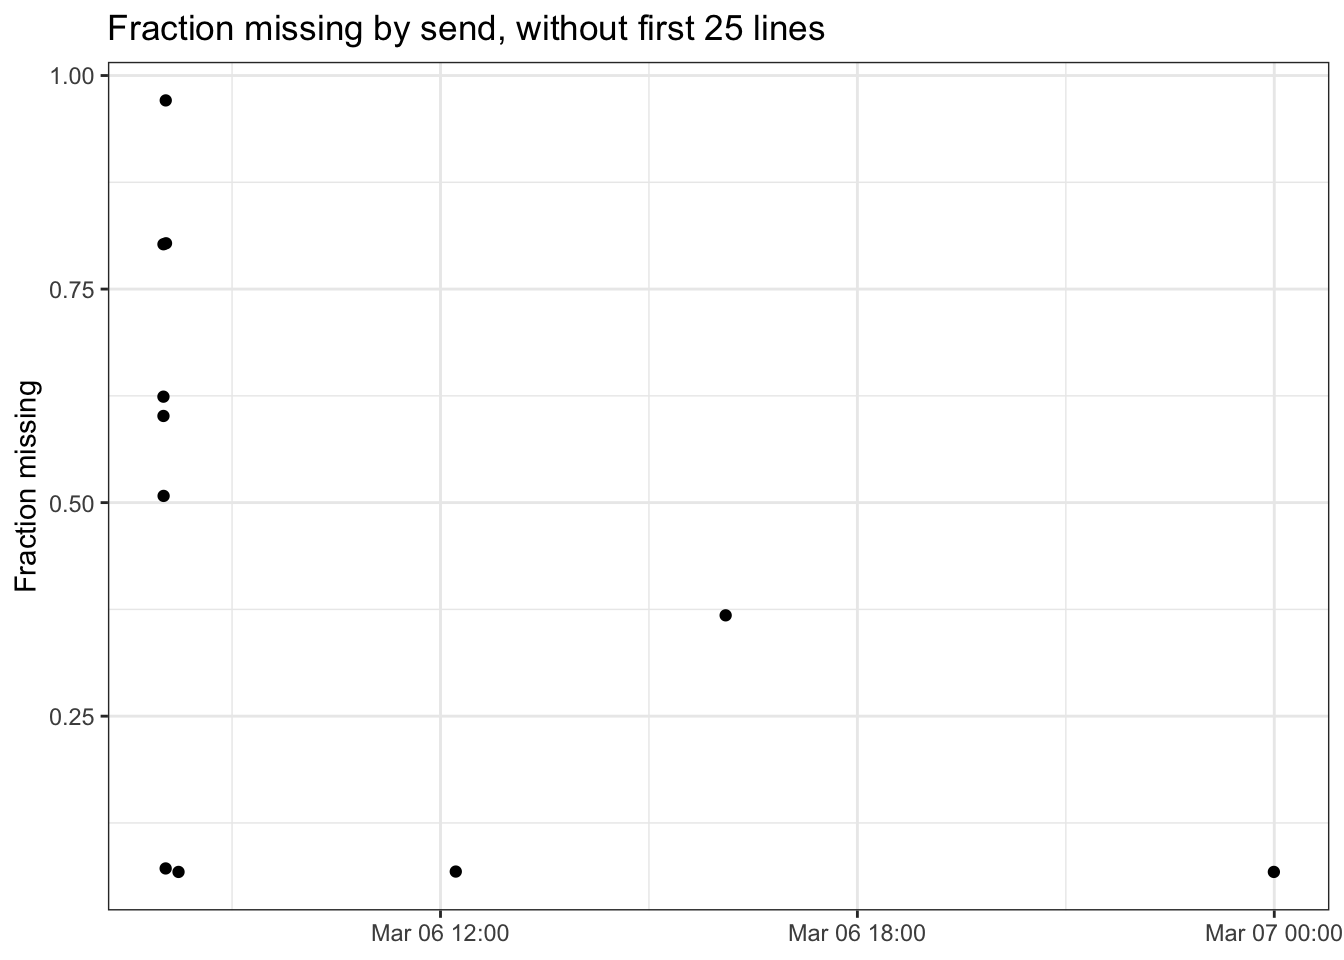 Fraction missing by send, without first 25 lines
1.00
0.75
0.50
0.25
Fraction missing
Mar 06 12:00
Mar 06 18:00
Mar 07 00:00